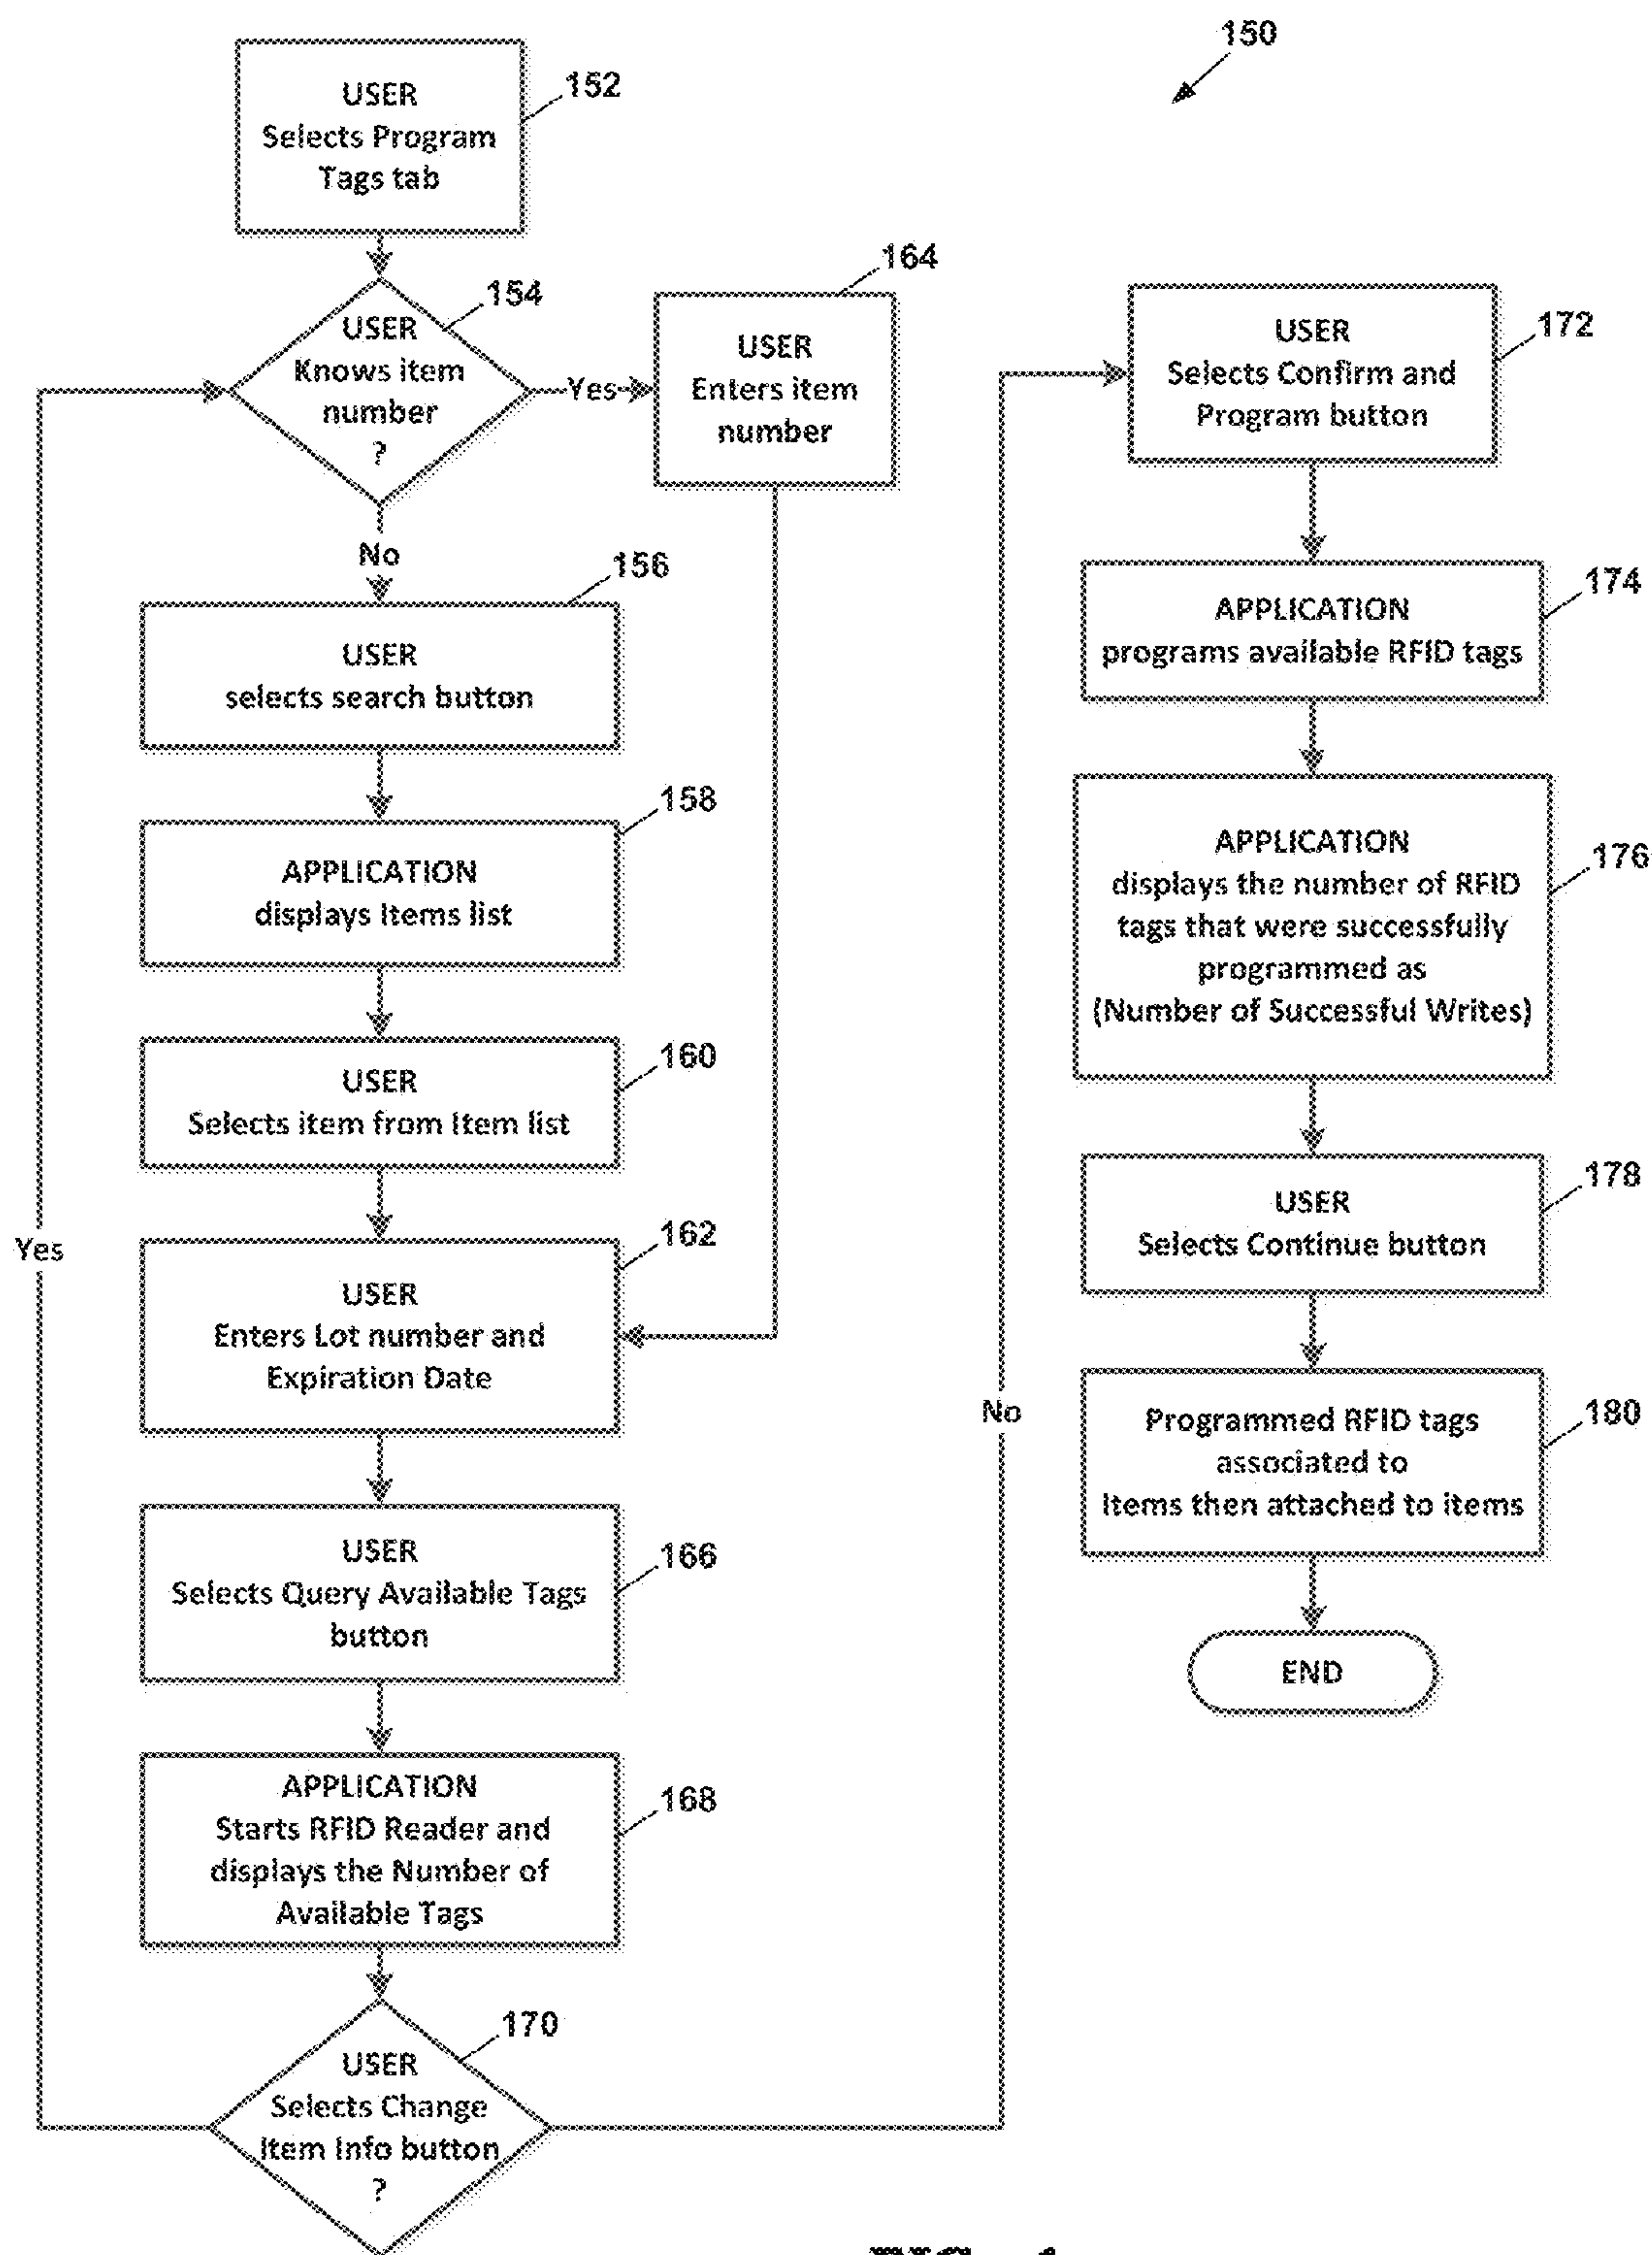 150
USER
Selects Program
Tags tab
152
USER
Knows item
number
?
154
Yes
USER
Enters item
number
164
No
USER
selects search button
156
APPLICATION
displays Items list
158
USER
Selects item from Item list
160
USER
Enters Lot number and
Expiration Date
162
USER
Selects Query Available Tags
button
166
APPLICATION
Starts RFID Reader and
displays the Number of
Available Tags
168
USER
Selects Change
Item Info button
?
170
Yes
No
USER
Selects Confirm and
Program button
172
APPLICATION
programs available RFID tags
174
APPLICATION
displays the number of RFID
tags that were successfully
programmed as
(Number of Successful Writes)
176
USER
Selects Continue button
178
Programmed RFID tags
associated to
Items then attached to items
180
END